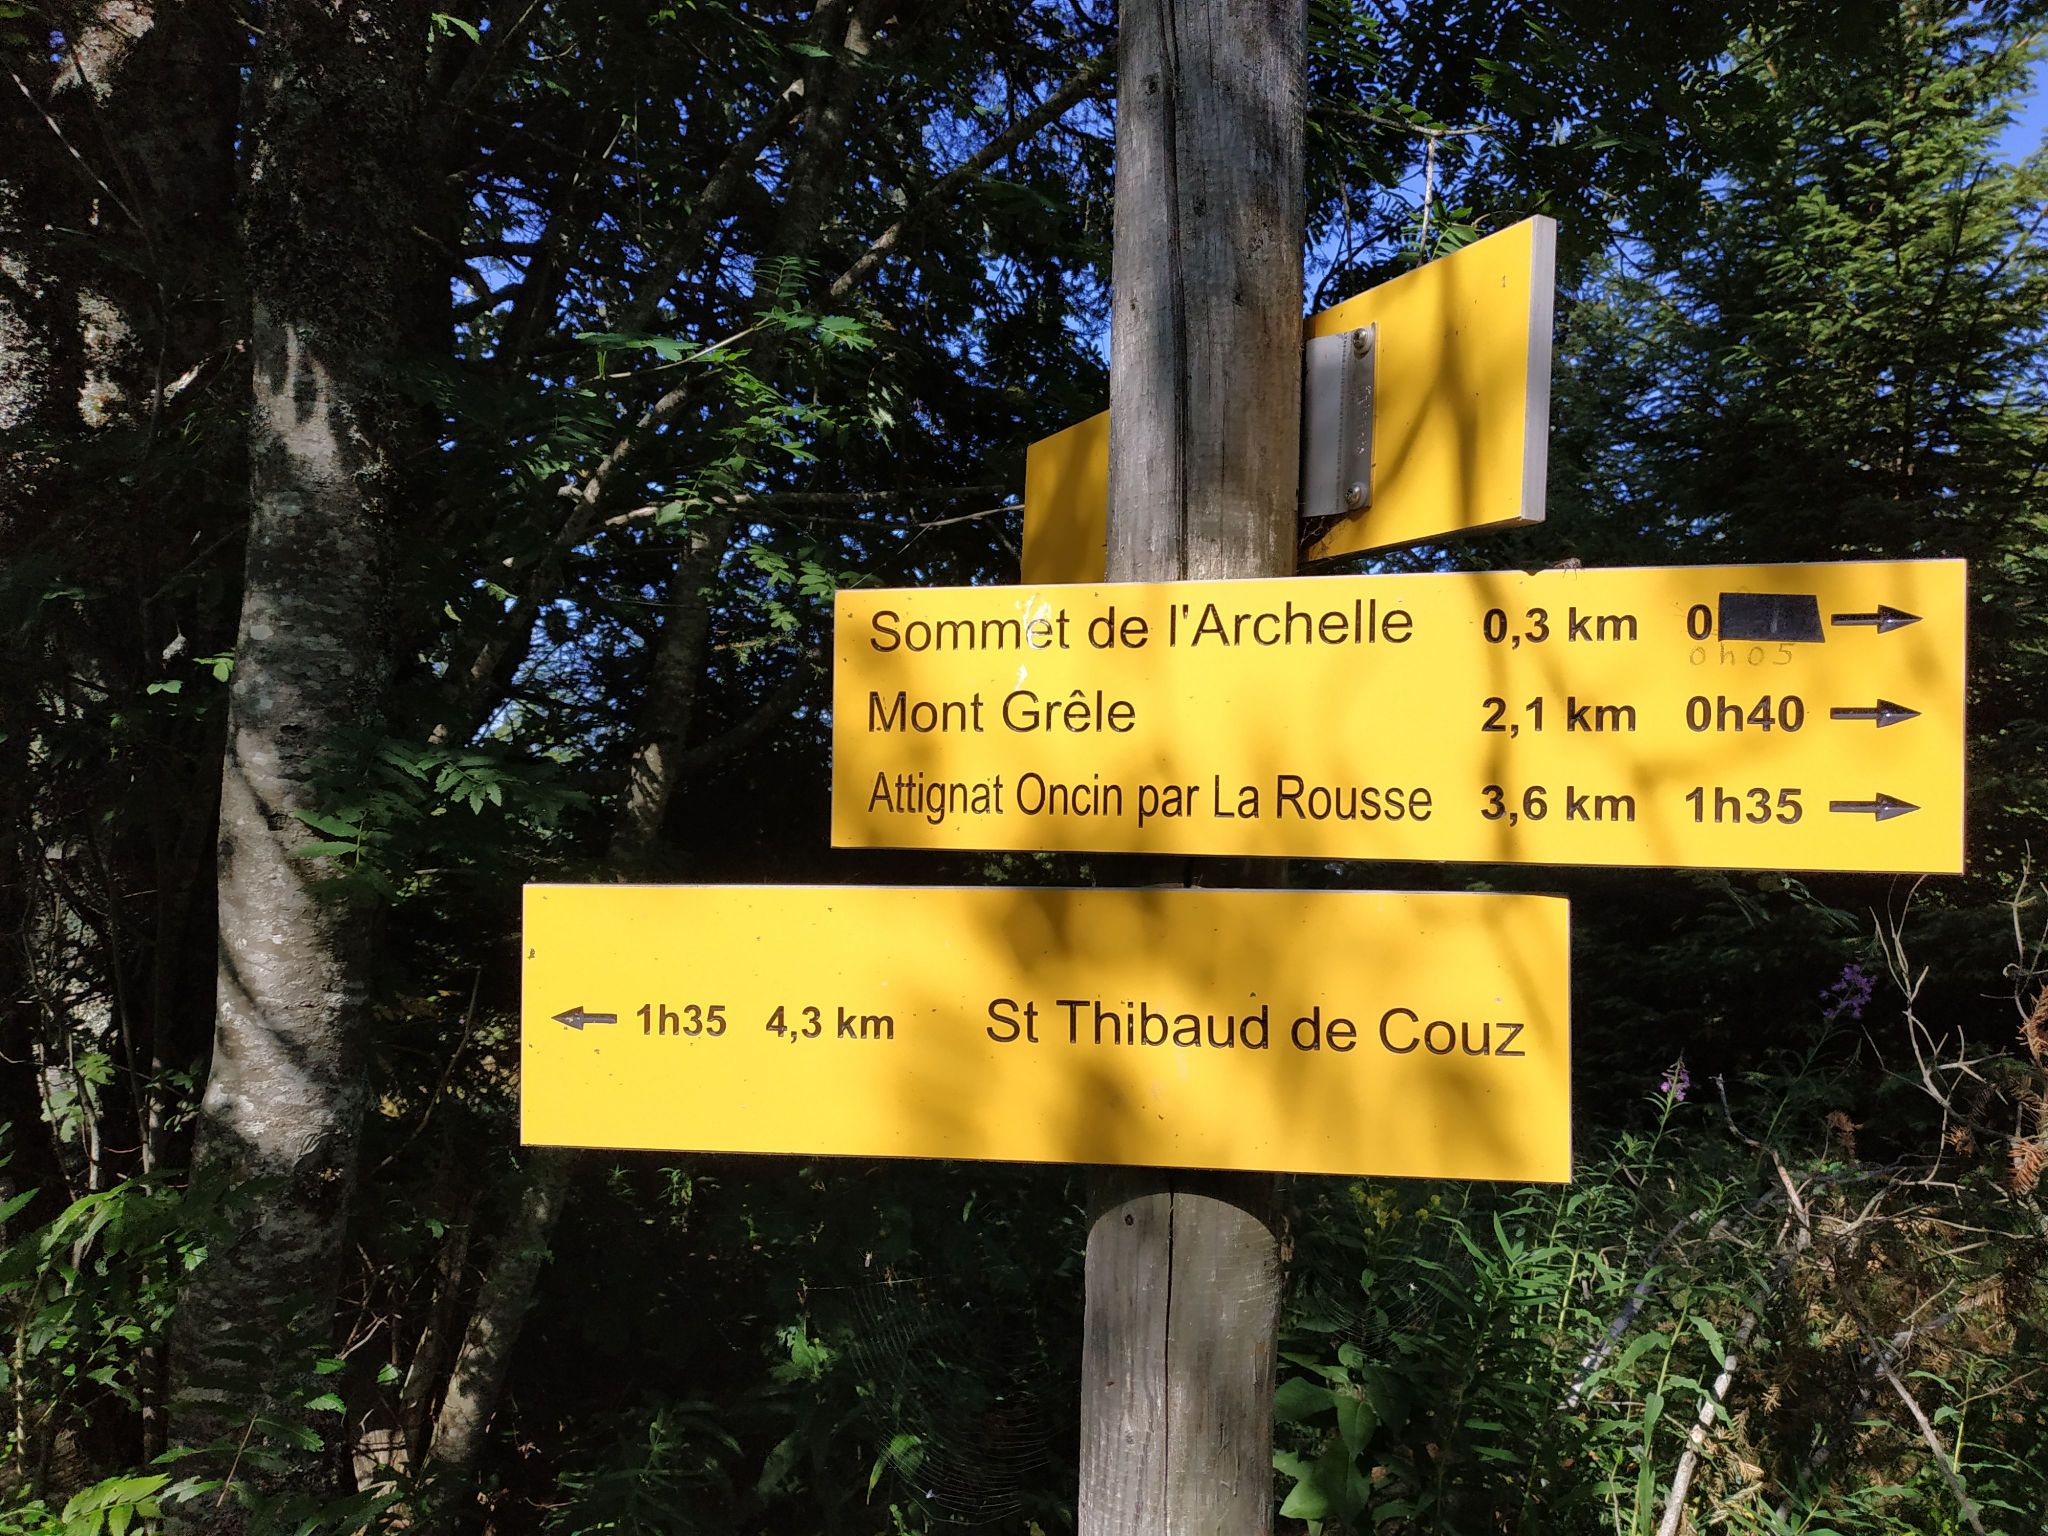 Sommet de l'Archelle 0,3 km 0
0h05
Mont Grêle 2,1 km 0h40
Attignat Oncin par La Rousse 3,6 km 1h35
1h35 4,3 km St Thibaud de Couz